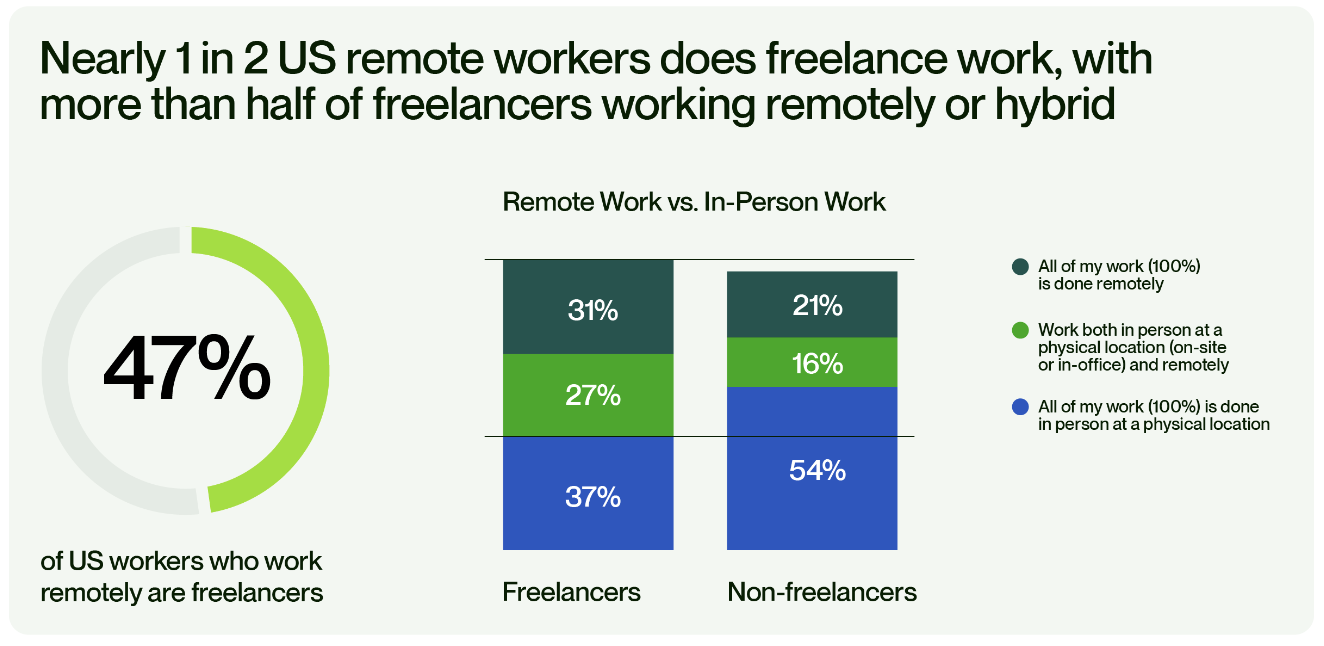 Nearly 1 in 2 US remote workers does freelance work, with
more than half of freelancers working remotely or hybrid
47%
of US workers who work
remotely are freelancers
Remote Work vs. In-Person Work
31%
27%
37%
Freelancers
21%
16%
54%
Non-freelancers
All of my work (100%)
is done remotely
Work both in person at a
physical location (on-site
or in-office) and remotely
All of my work (100%) is done
in person at a physical location